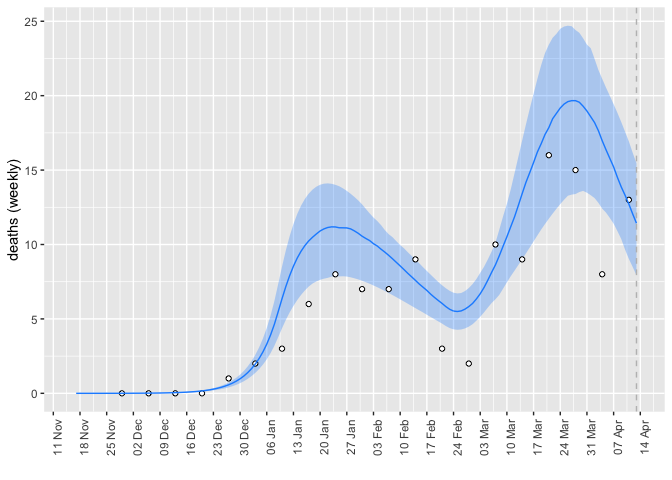 25
20
15
10
5
0
deaths (weekly)
11 Nov
18 Nov
25 Nov
02 Dec
09 Dec
16 Dec
23 Dec
30 Dec
06 Jan
13 Jan
20 Jan
27 Jan
03 Feb
10 Feb
17 Feb
24 Feb
03 Mar
10 Mar
17 Mar
24 Mar
31 Mar
07 Apr
14 Apr